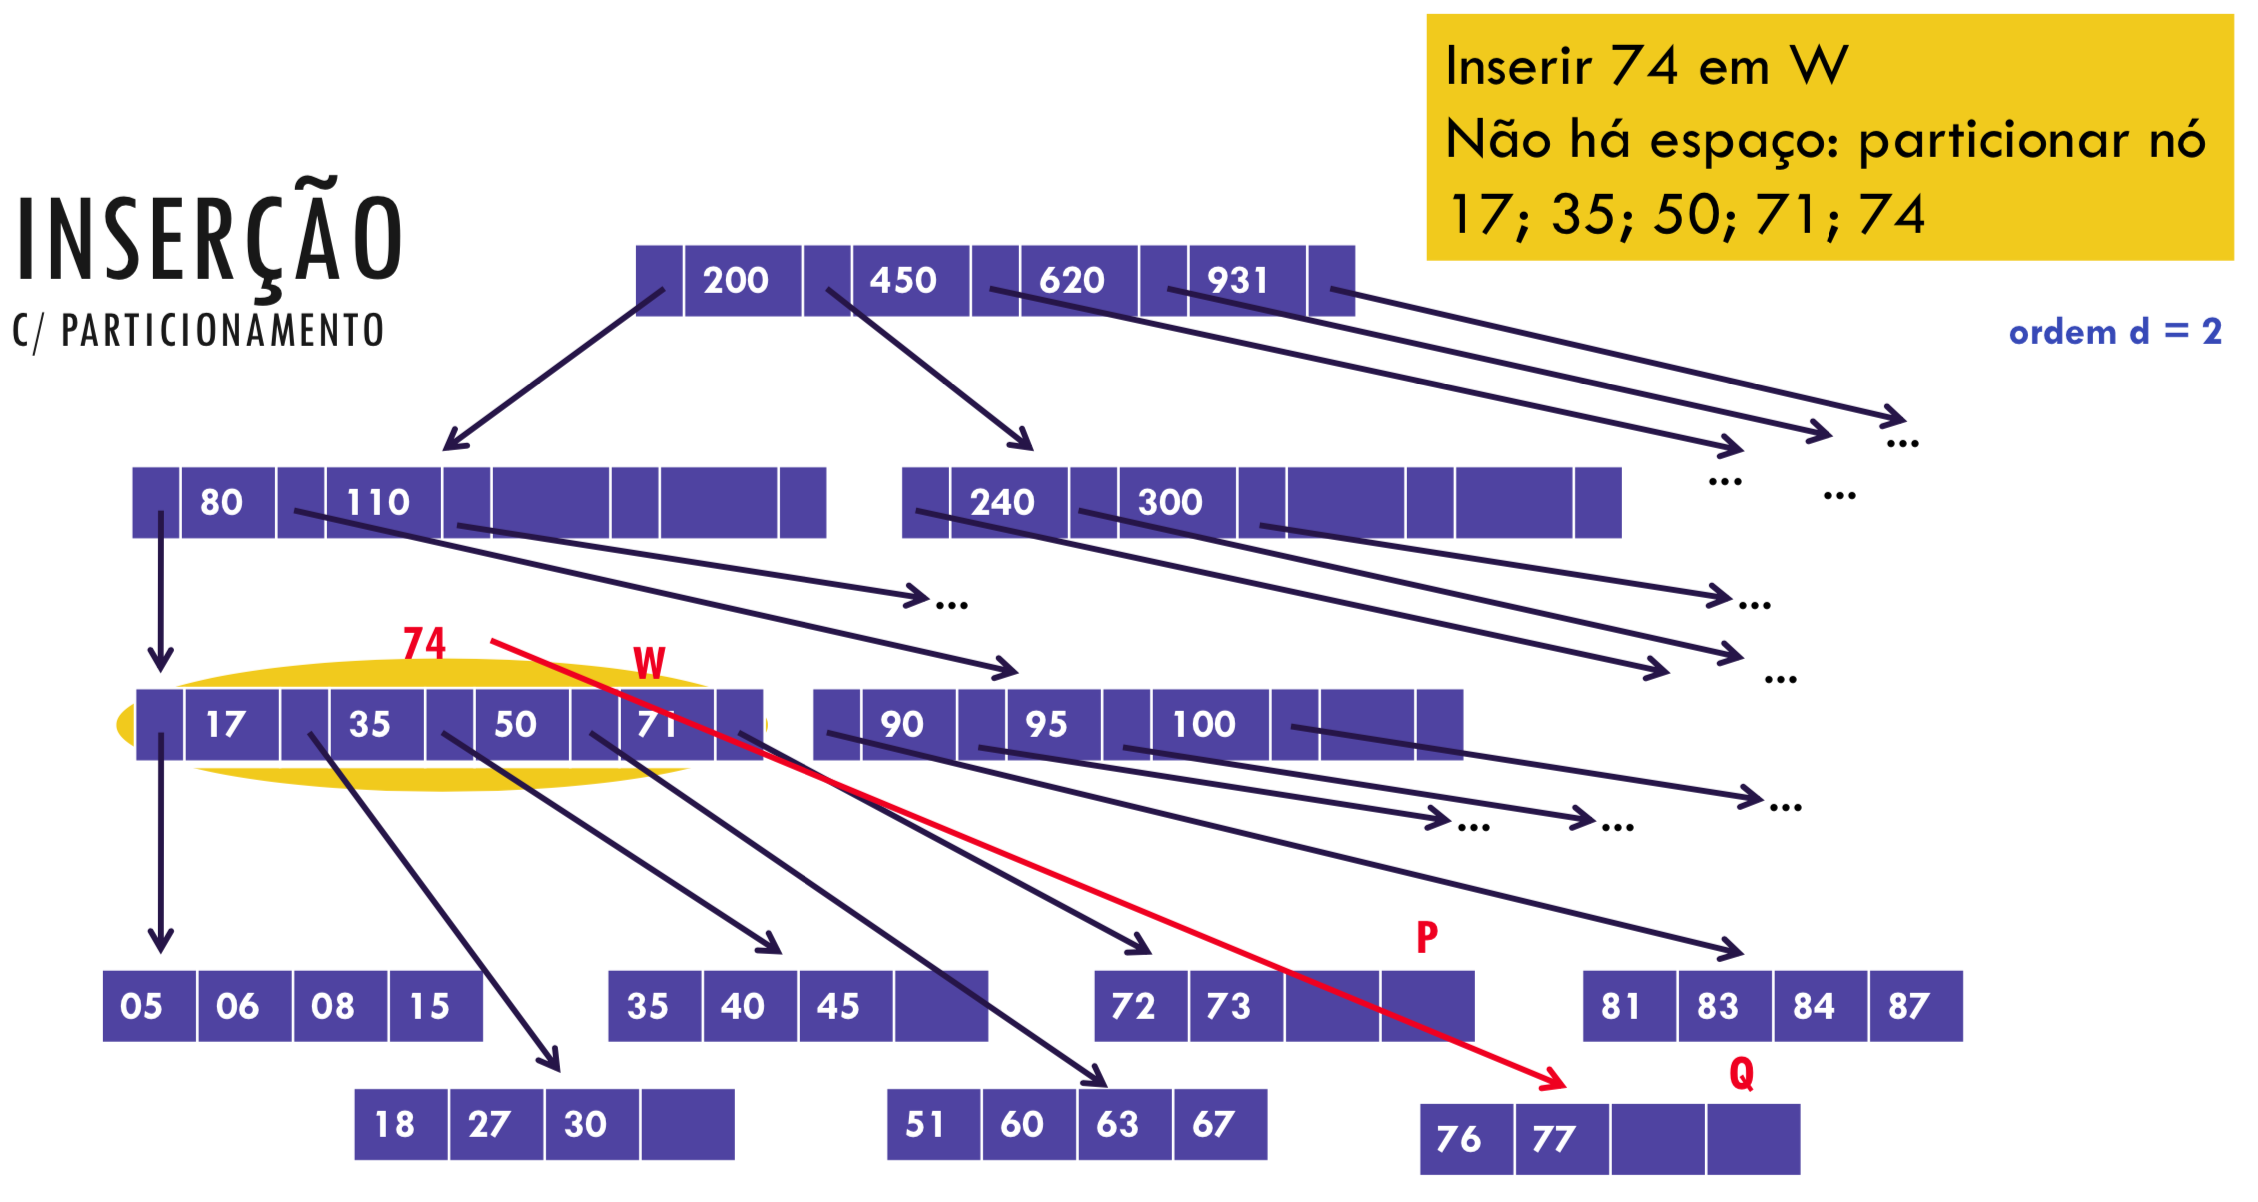 Inserir 74 em W
Não há espaço: particionar nó
17; 35; 50; 71; 74
INSERÇÃO
C/ PARTICIONAMENTO
ordem d = 2
200 450 620 931
...
... ...
80 110
240 300
... ...
74 W
...
17 35 50 71
90 95 100
...
... ...
P
05 06 08 15
35 40 45
72 73
81 83 84 87
Q
18 27 30
51 60 63 67
76 77